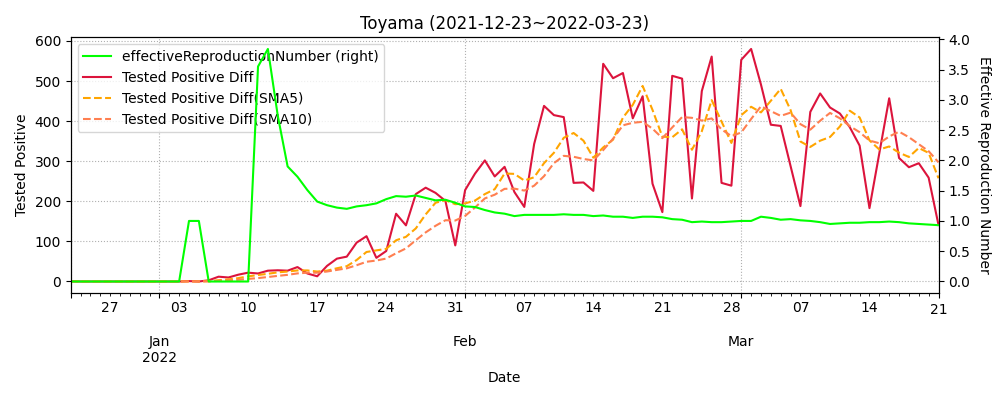 Toyama (2021-12-23~2022-03-23)
effectiveReproductionNumber (right)
Tested Positive Diff
Tested Positive Diff(SMA5)
Tested Positive Diff(SMA10)
Tested Positive
600
500
400
300
200
100
0
4.0
3.5
3.0
2.5
2.0
1.5
1.0
0.5
0.0
Effective Reproduction Number
27 03 10 17 24 31 07 14 21 28 07 14 21
Jan Feb Mar
2022
Date